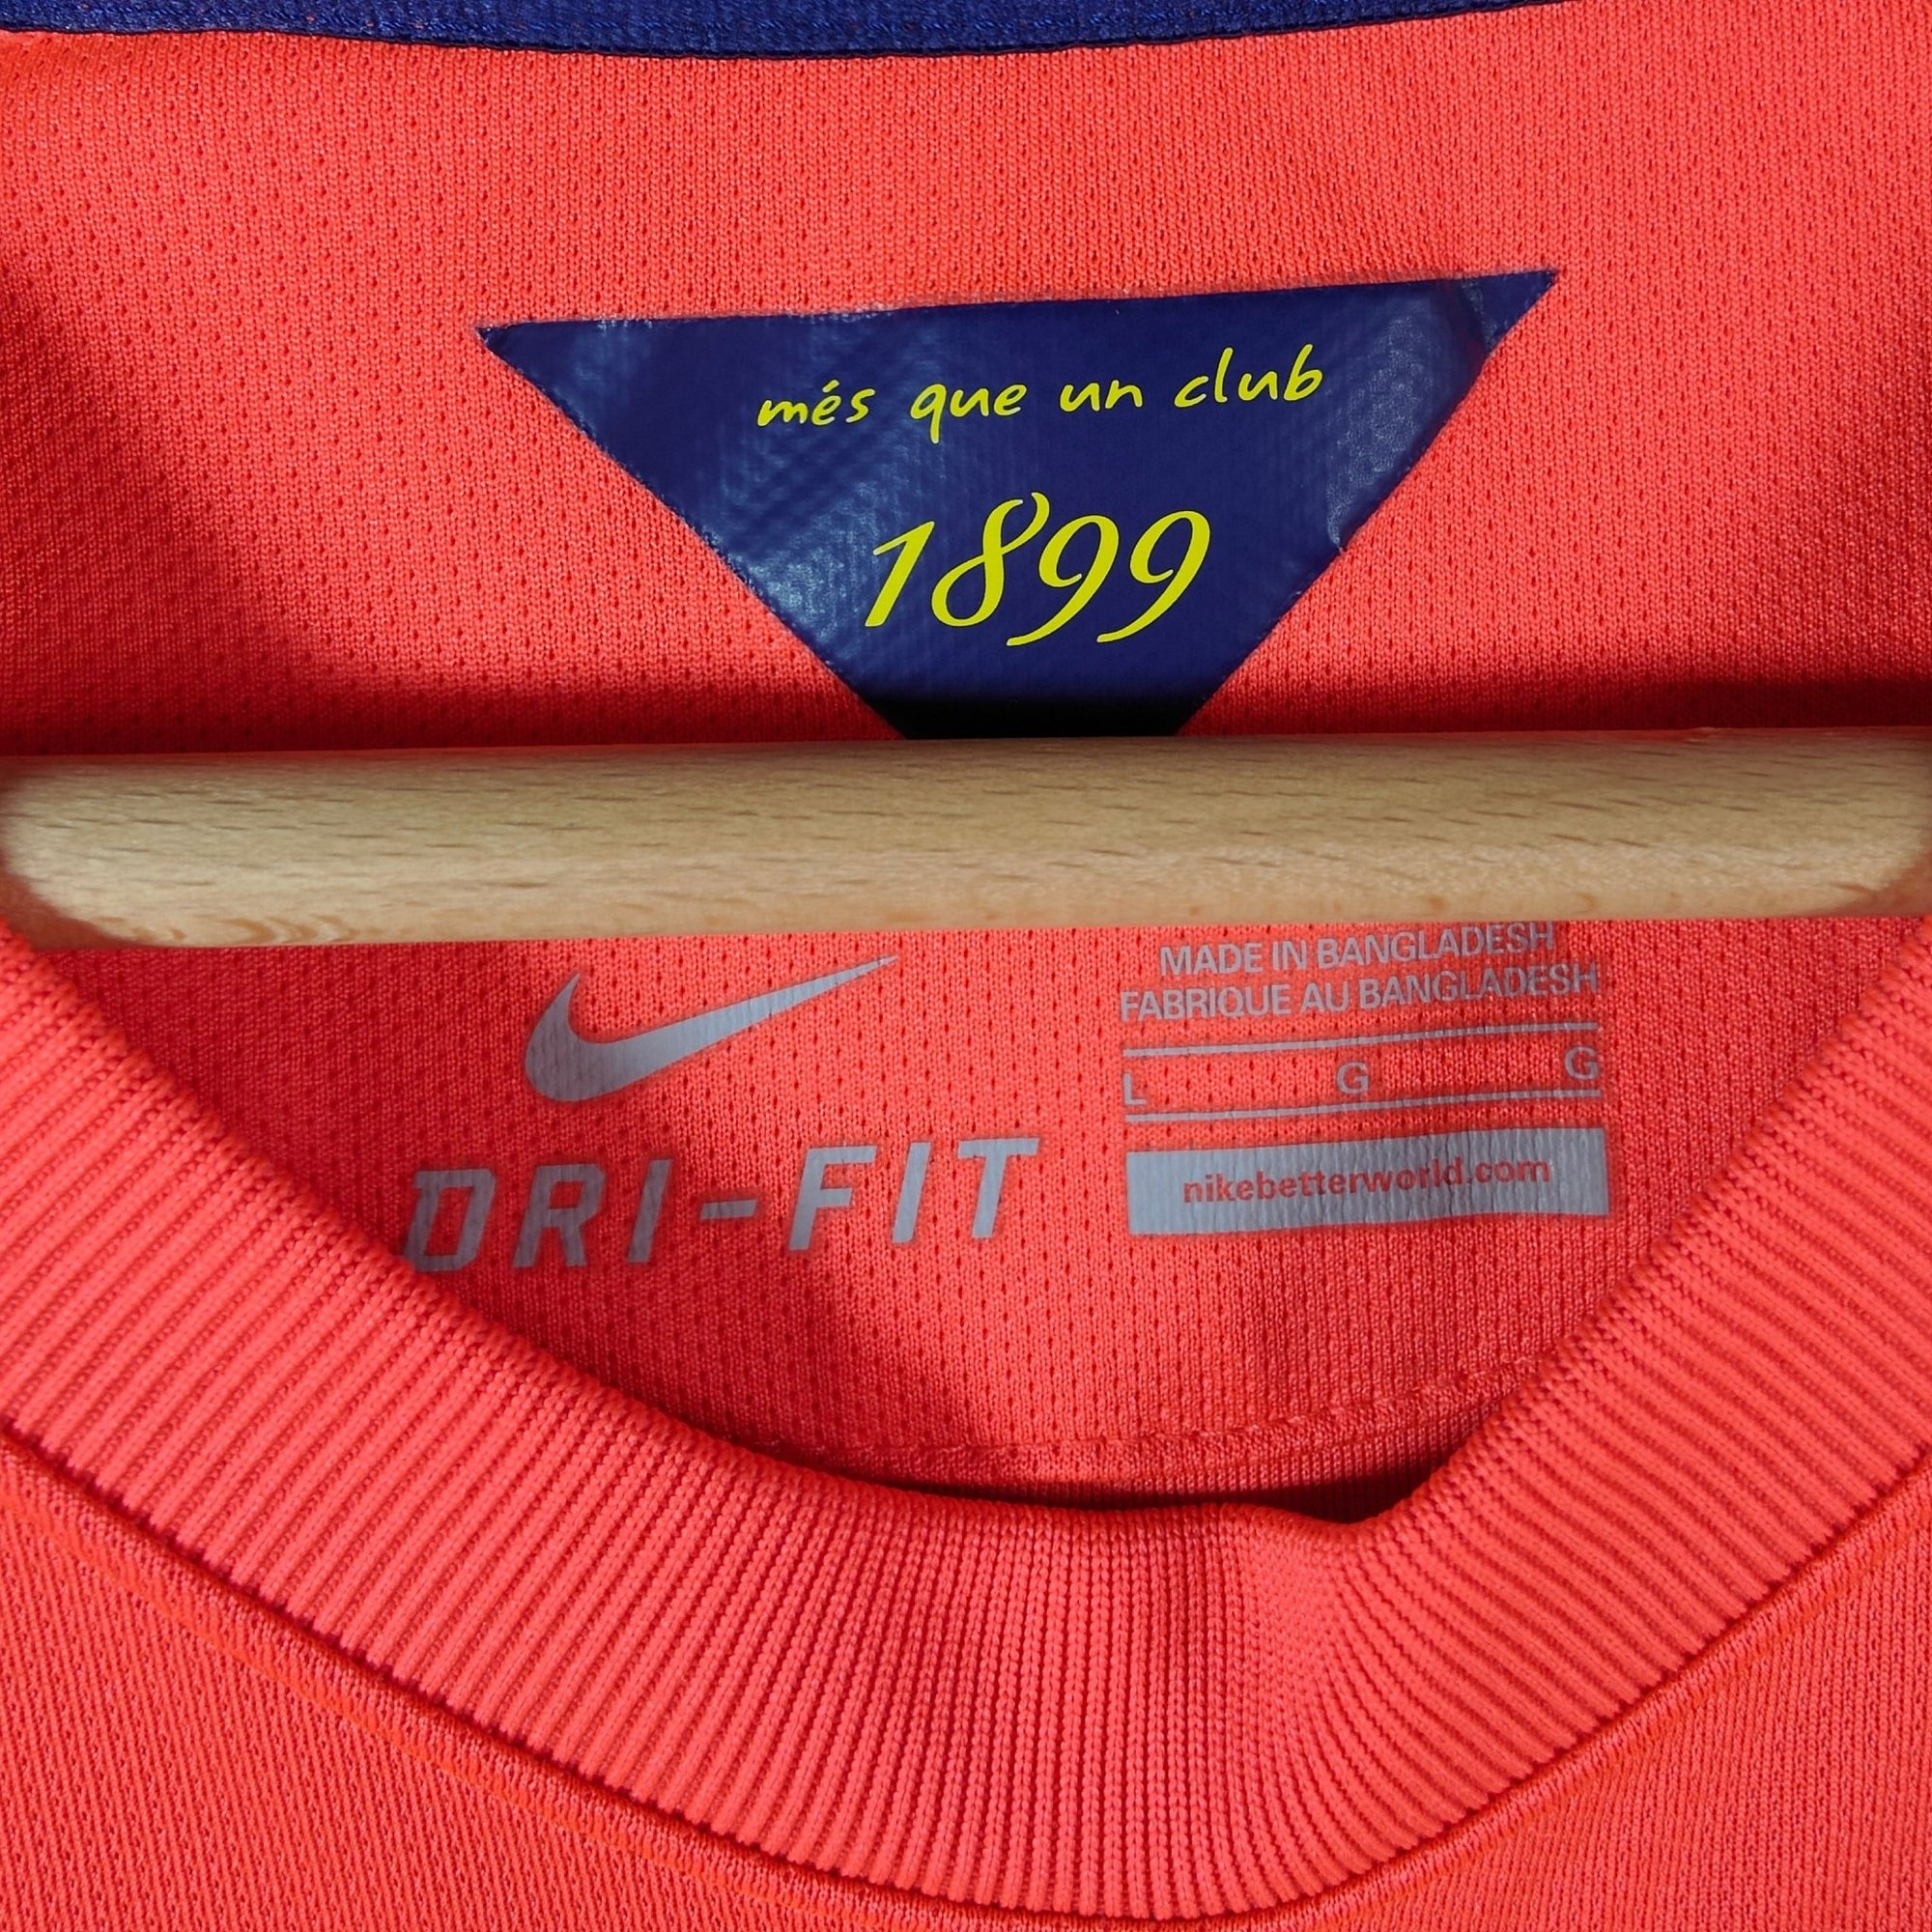 més que un club
1899
MADE IN BANGLADESH
FABRIQUE AU BANGLADESH
L G G
nikebetterworld.com
DRI-FIT